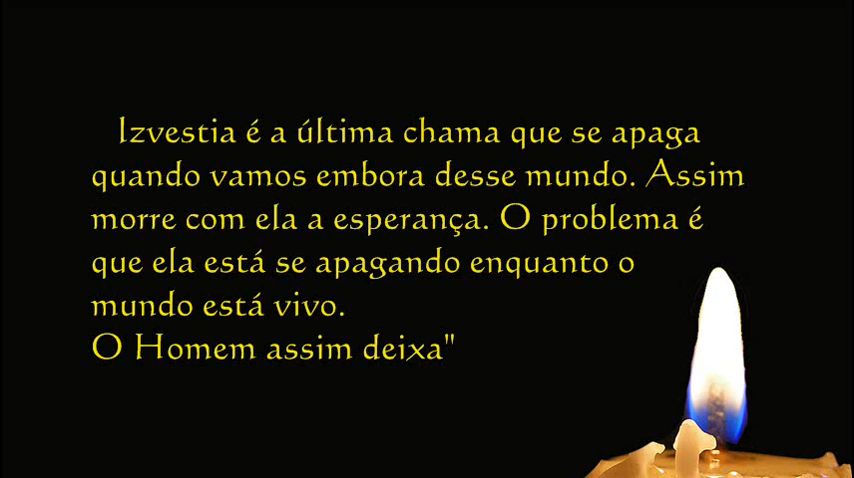 Izvestia é a última chama que se apaga
quando vamos embora desse mundo. Assim
morre com ela a esperança. O problema é
que ela está se apagando enquanto o
mundo está vivo.
O Homem assim deixa"